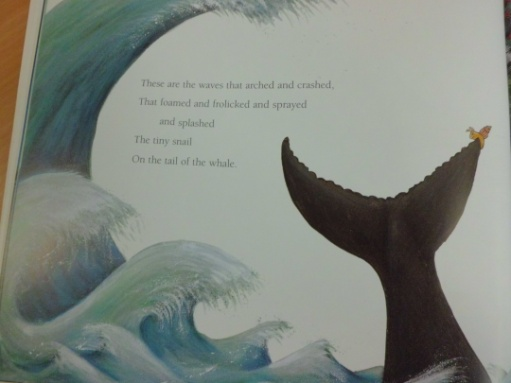 These are the waves that arched and crashed,
That foamed and frolicked and sprayed
and splashed
The tiny snail
On the tail of the whale.